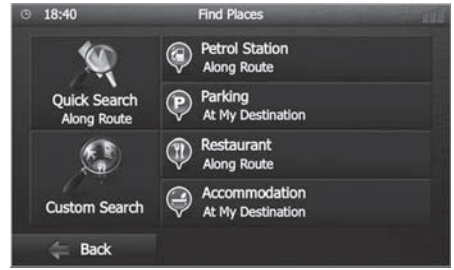 18:40 Find Places
Quick Search
Along Route
Custom Search
Petrol Station
Along Route
P Parking
At My Destination
Restaurant
Along Route
Accommodation
At My Destination
Back